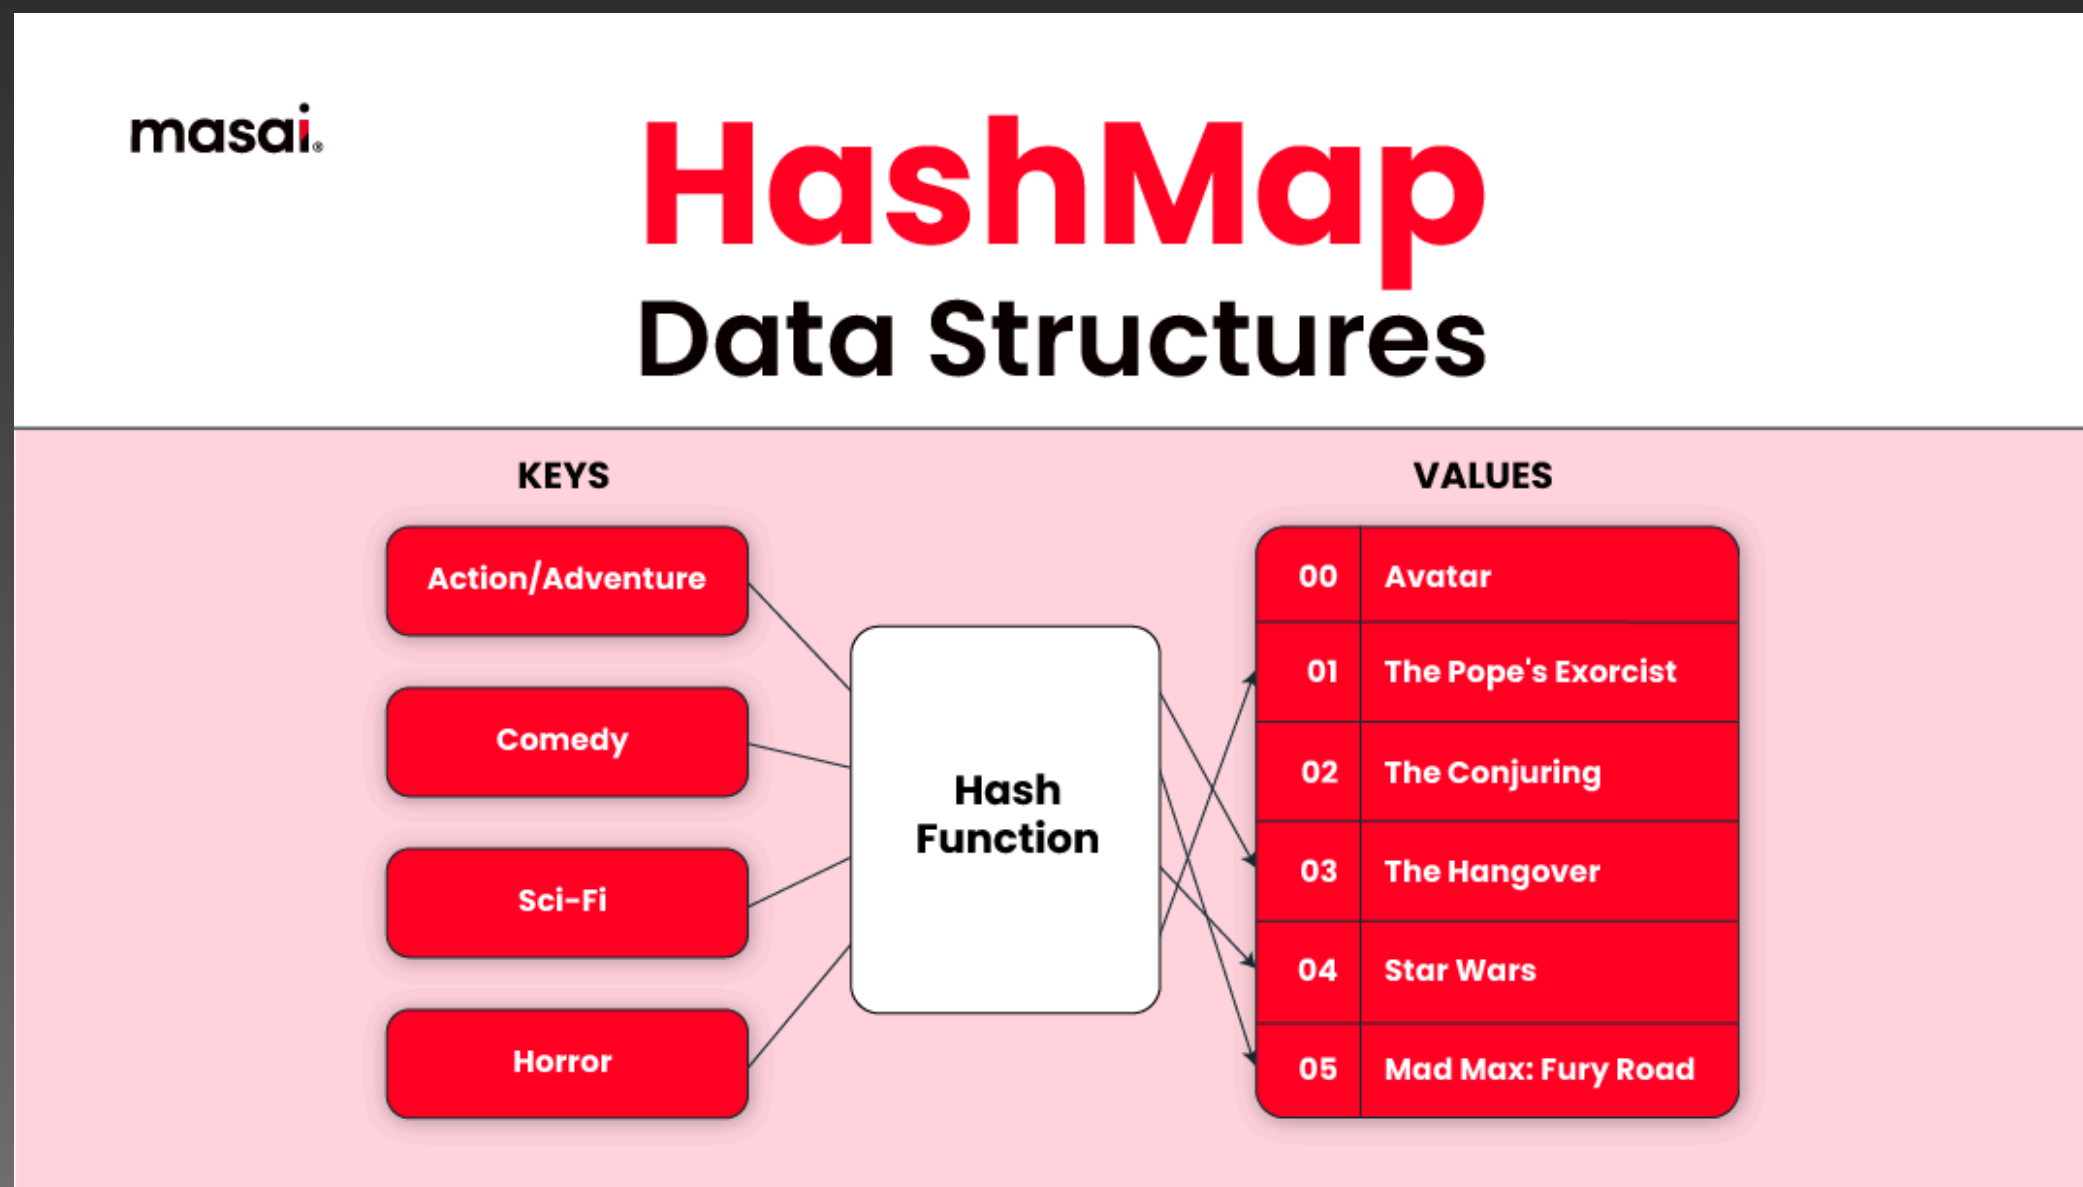 masai®
HashMap
Data Structures
KEYS
Action/Adventure
Comedy
Sci-Fi
Horror
Hash
Function
VALUES
00 Avatar
01 The Pope's Exorcist
02 The Conjuring
03 The Hangover
04 Star Wars
05 Mad Max: Fury Road